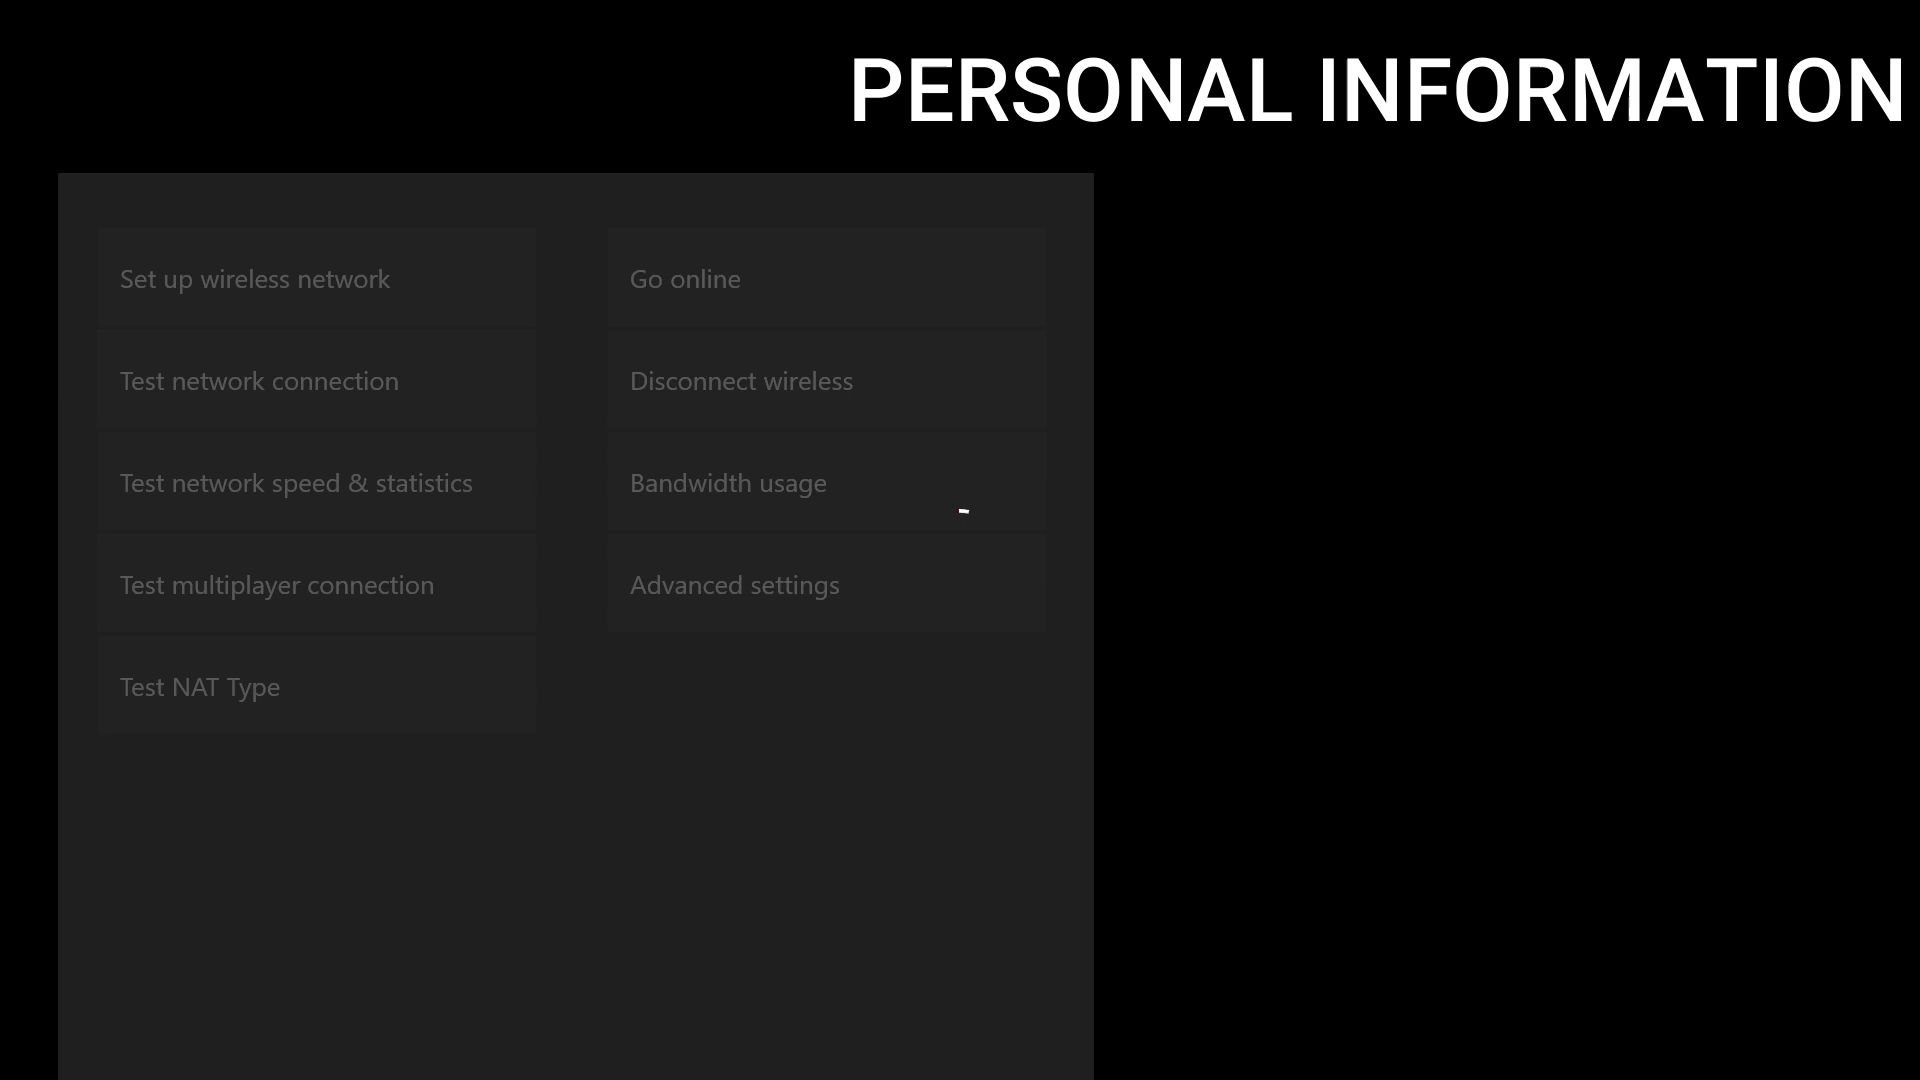 PERSONAL INFORMATION
Set up wireless network
Test network connection
Test network speed & statistics
Test multiplayer connection
Test NAT Type
Go online
Disconnect wireless
Bandwidth usage
Advanced settings